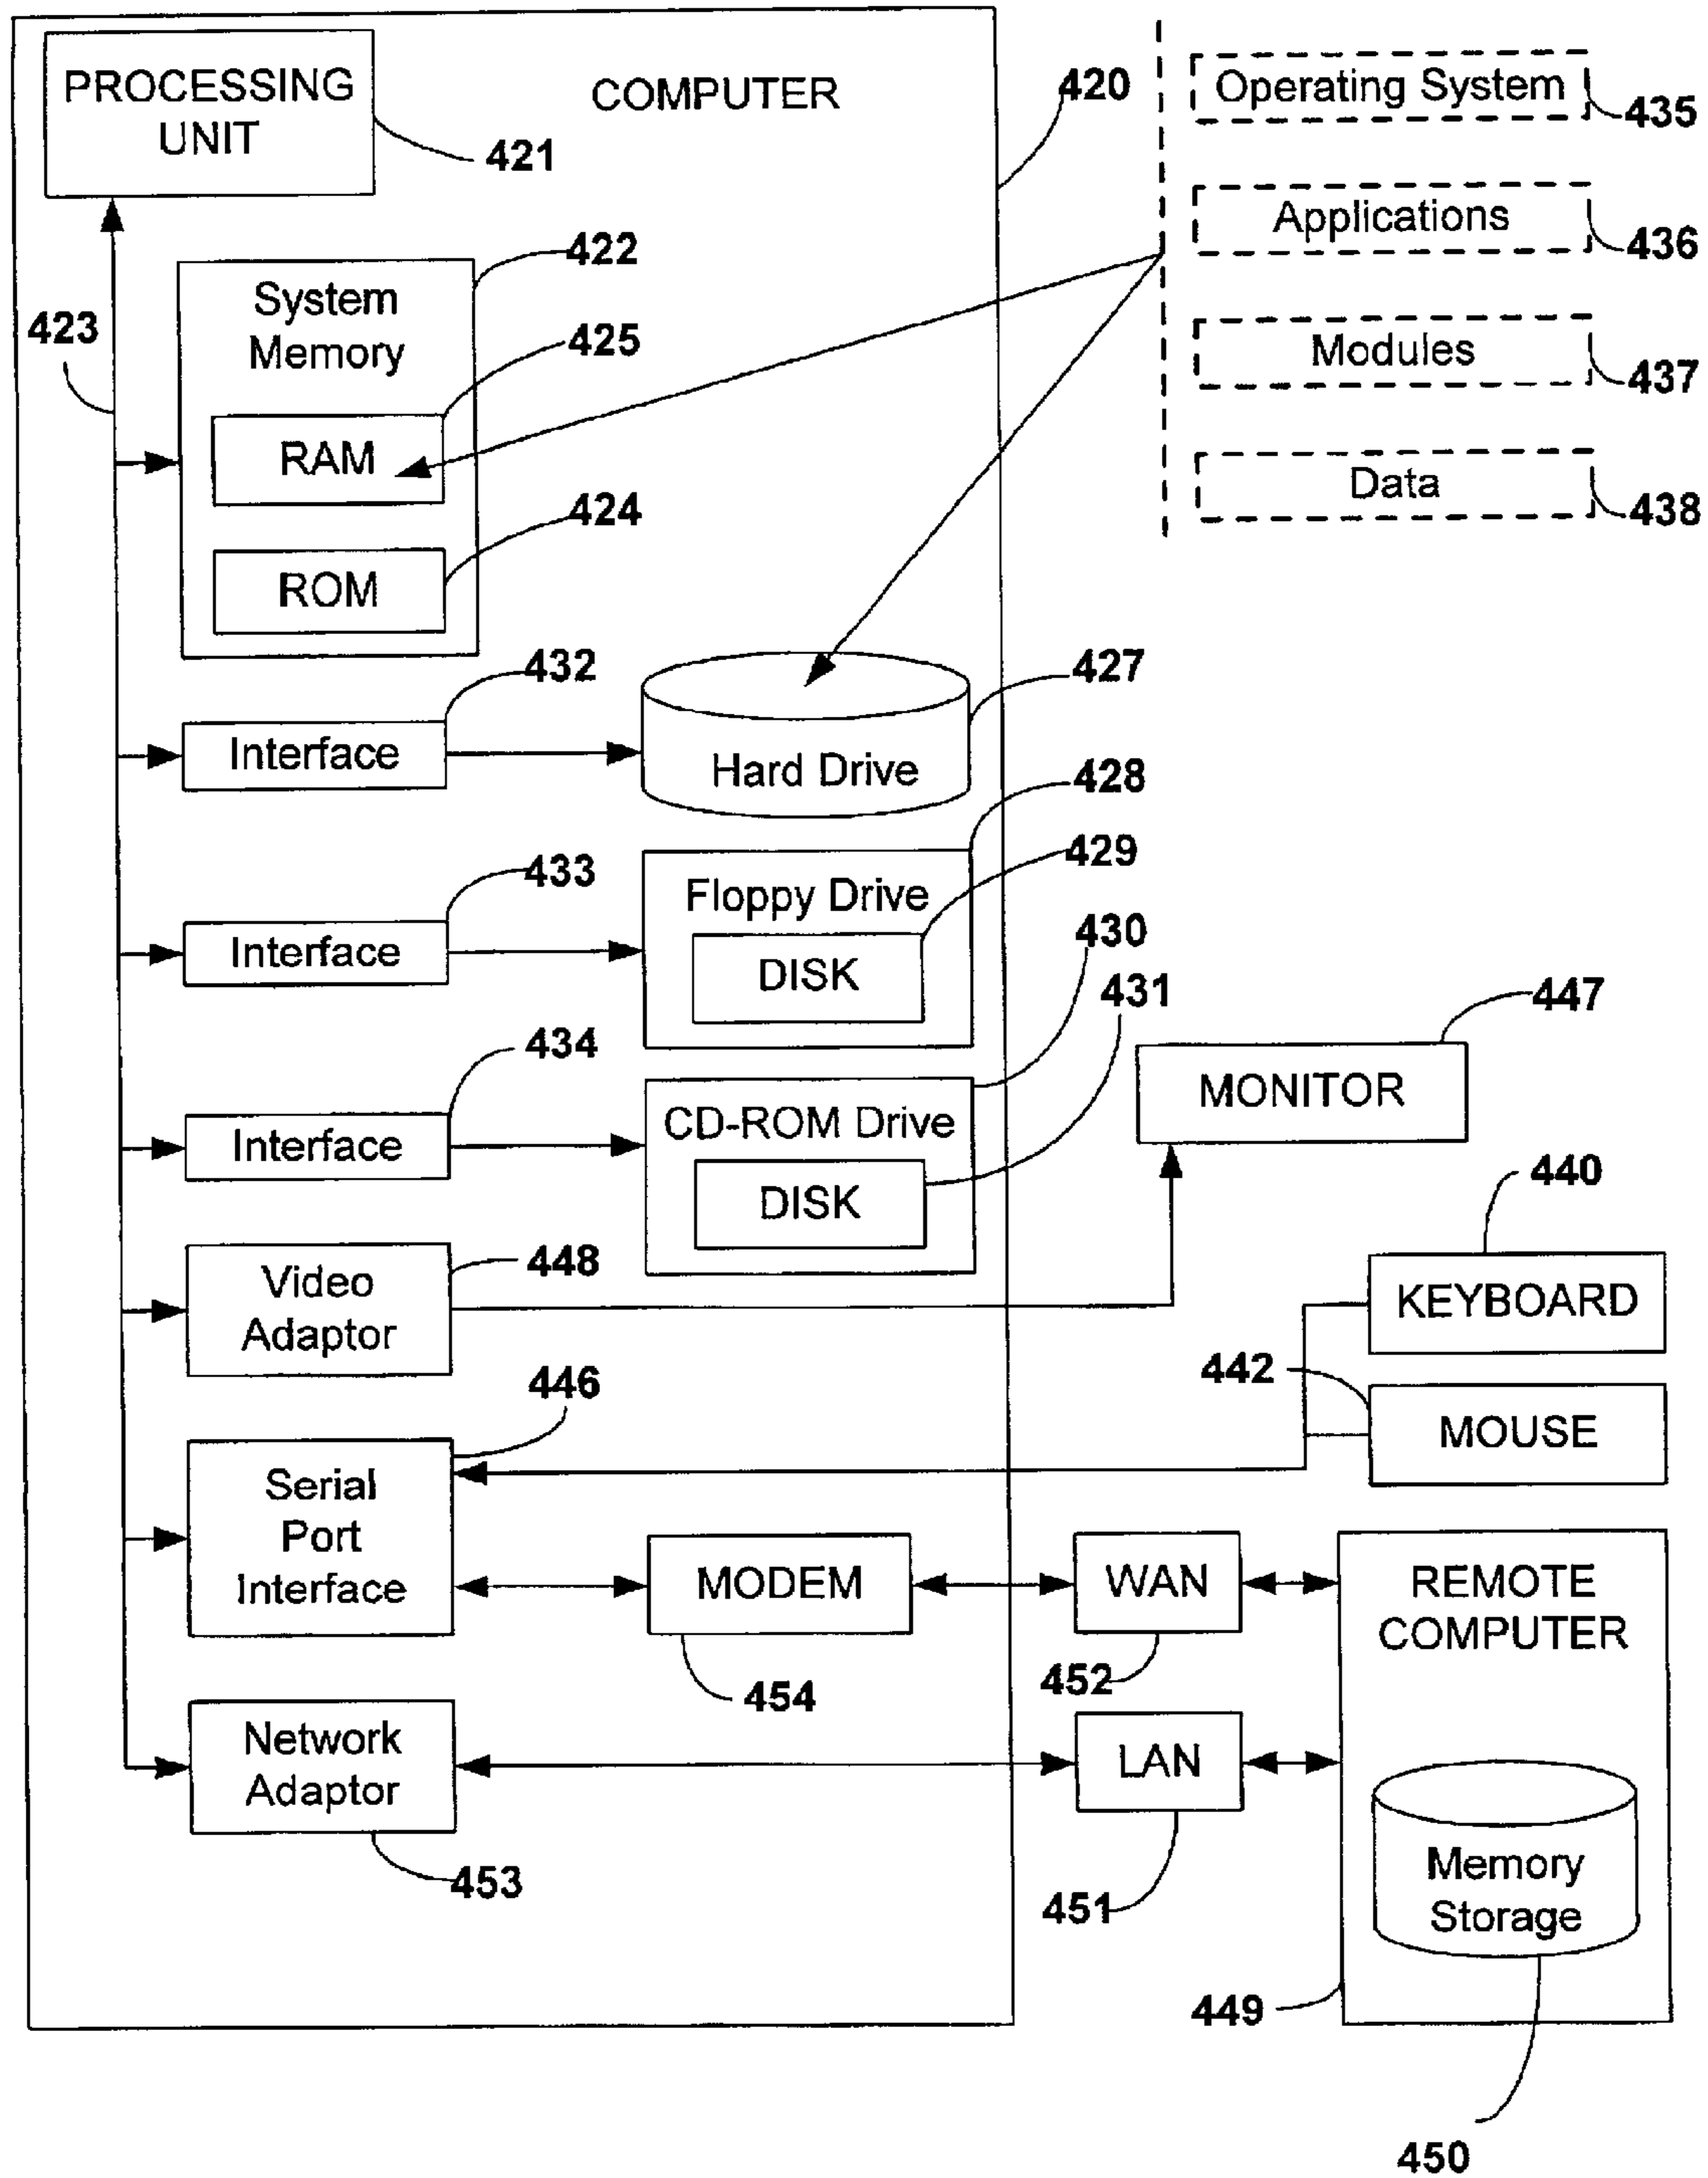 PROCESSING
UNIT
421
COMPUTER
420
Operating System
435
Applications
436
Modules
437
Data
438
423
422
System
Memory
425
RAM
424
ROM
432
Interface
427
Hard Drive
433
Interface
428
429
Floppy Drive
DISK
434
Interface
430
431
CD-ROM Drive
DISK
447
MONITOR
448
Video
Adaptor
440
KEYBOARD
442
MOUSE
446
Serial
Port
Interface
MODEM
454
WAN
452
REMOTE
COMPUTER
Network
Adaptor
453
LAN
451
Memory
Storage
449
450